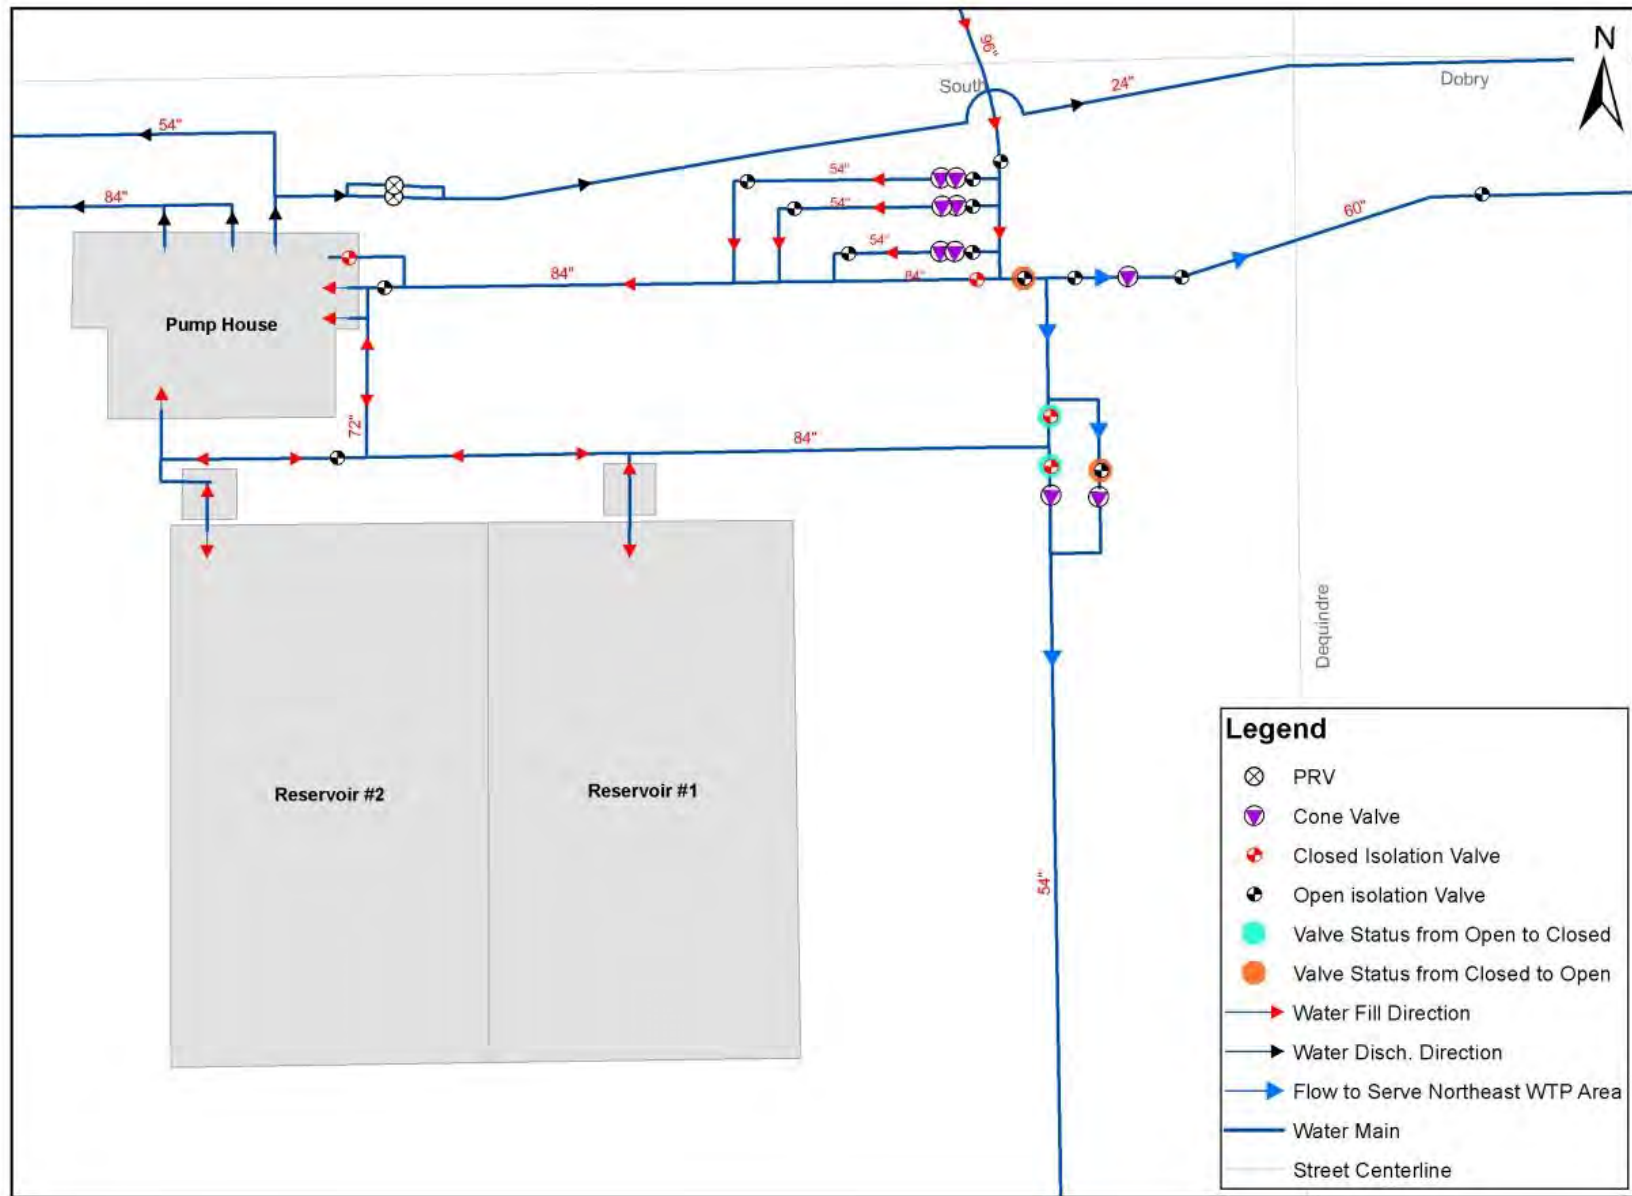 N
96"
South
24"
Dobry
54"
54"
84"
54"
60"
54"
84"
84"
Pump House
72"
84"
Dequindre
54"
Reservoir #2
Reservoir #1
Legend
PRV
Cone Valve
Closed Isolation Valve
Open isolation Valve
Valve Status from Open to Closed
Valve Status from Closed to Open
Water Fill Direction
Water Disch. Direction
Flow to Serve Northeast WTP Area
Water Main
Street Centerline